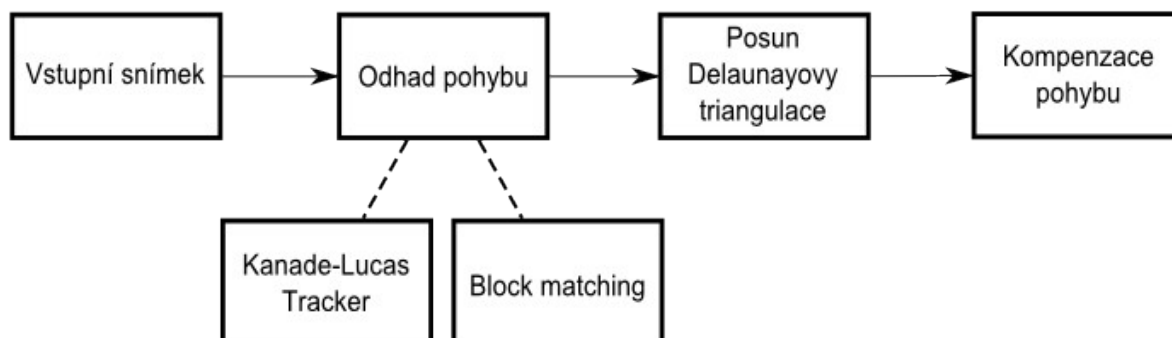 Vstupní snímek
Odhad pohybu
Posun
Delaunayovy
triangulace
Kompenzace
pohybu
Kanade-Lucas
Tracker
Block matching